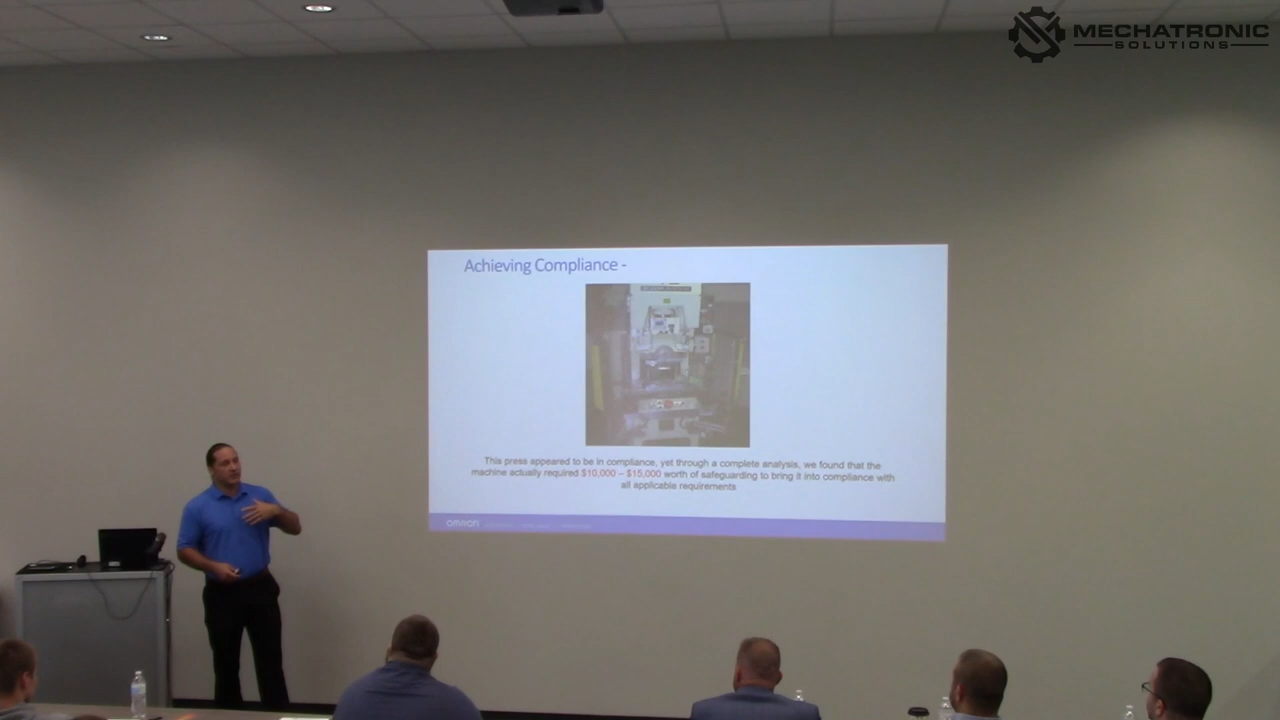 MECHATRONIC
SOLUTIONS
Achieving Compliance -
This press appeared to be in compliance, yet through a complete analysis, we found that the
machine actually required $10,000 – $15,000 worth of safeguarding to bring it into compliance with
all applicable requirements
OMRON